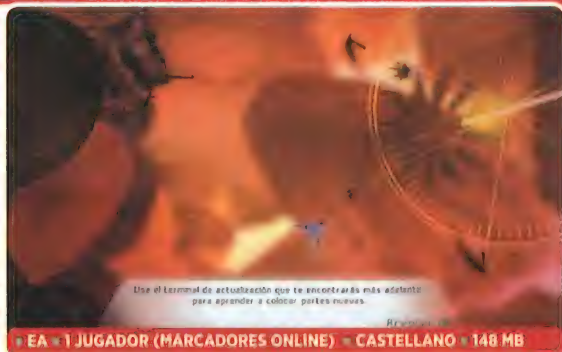 Use el terminal de actualización que te encontrarás más adelante
para aprender a colocar partes nuevas.
EA 1 JUGADOR (MARCADORES ONLINE) CASTELLANO 148 MB